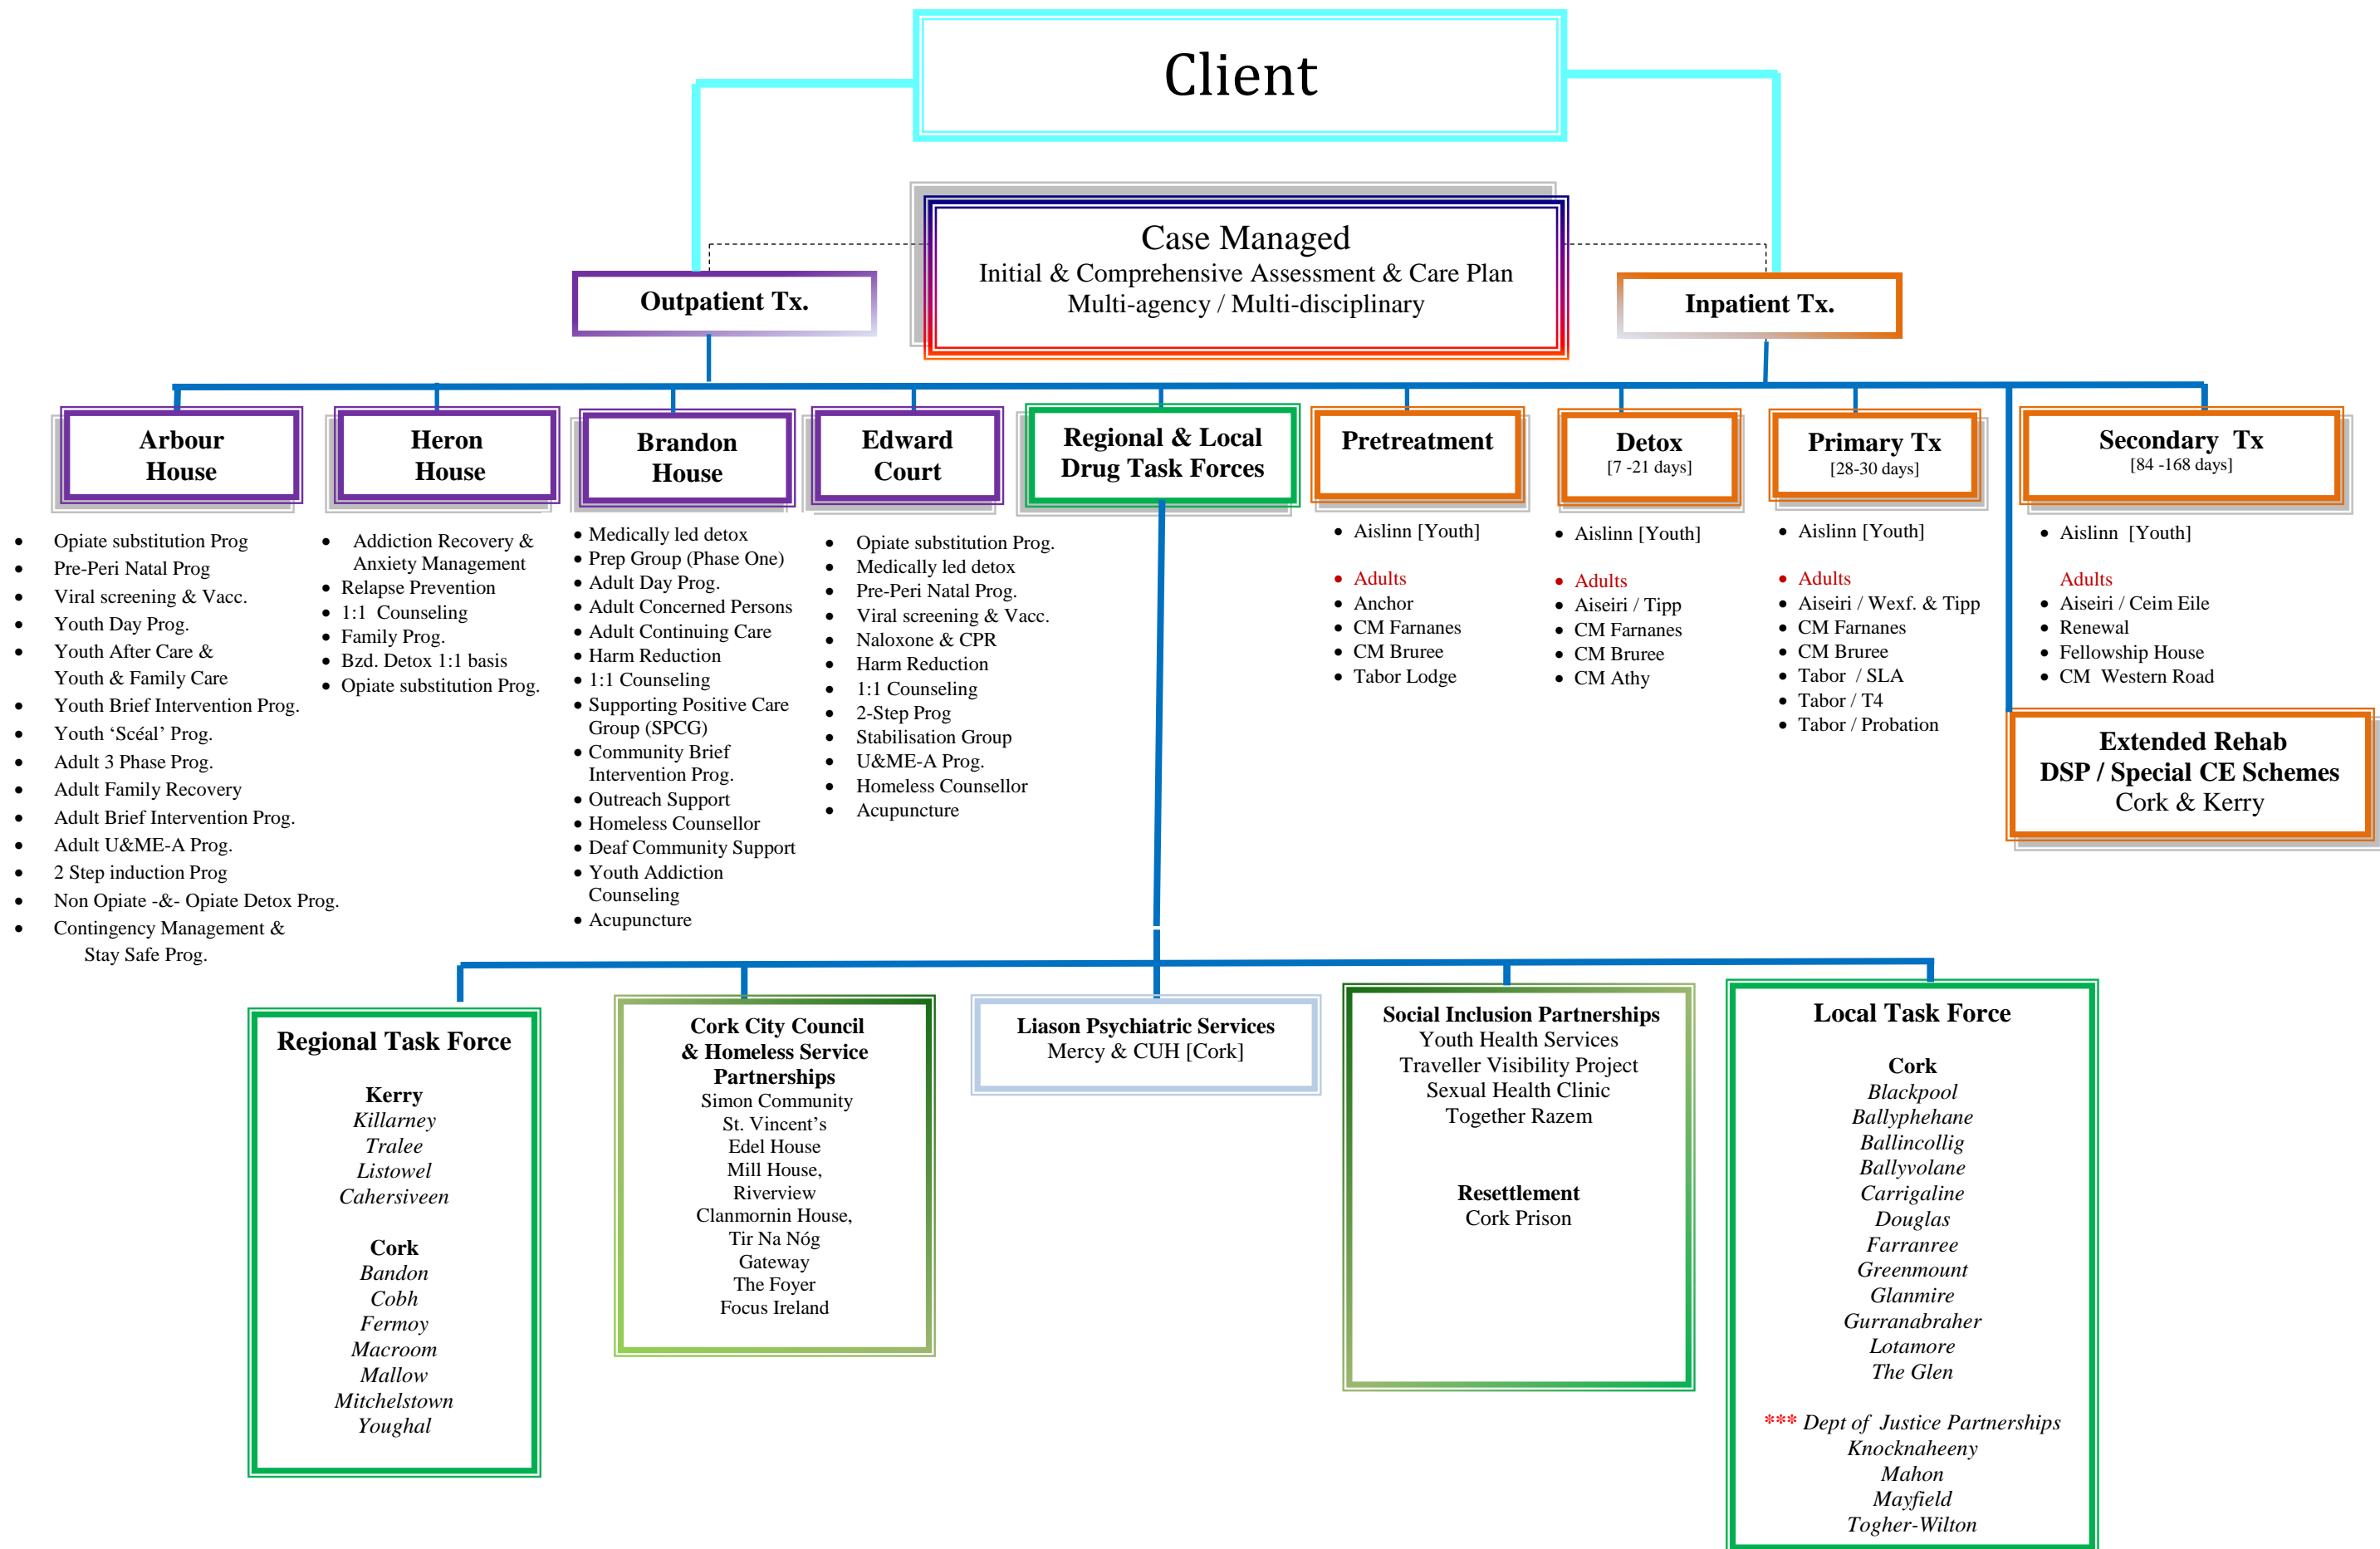 Client
Case Managed
Initial & Comprehensive Assessment & Care Plan
Multi-agency / Multi-disciplinary
Outpatient Tx.
Inpatient Tx.
Arbour
House
• Opiate substitution Prog
• Pre-Peri Natal Prog
• Viral screening & Vacc.
• Youth Day Prog.
• Youth After Care &
Youth & Family Care
• Youth Brief Intervention Prog.
• Youth ‘Scéal’ Prog.
• Adult 3 Phase Prog.
• Adult Family Recovery
• Adult Brief Intervention Prog.
• Adult U&ME-A Prog.
• 2 Step induction Prog
• Non Opiate -&- Opiate Detox Prog.
• Contingency Management &
Stay Safe Prog.
Heron
House
• Addiction Recovery &
Anxiety Management
• Relapse Prevention
• 1:1 Counseling
• Family Prog.
• Bzd. Detox 1:1 basis
• Opiate substitution Prog.
Brandon
House
• Medically led detox
• Prep Group (Phase One)
• Adult Day Prog.
• Adult Concerned Persons
• Adult Continuing Care
• Harm Reduction
• 1:1 Counseling
• Supporting Positive Care
Group (SPCG)
• Community Brief
Intervention Prog.
• Outreach Support
• Homeless Counsellor
• Deaf Community Support
• Youth Addiction
Counseling
• Acupuncture
Edward
Court
• Opiate substitution Prog.
• Medically led detox
• Pre-Peri Natal Prog.
• Viral screening & Vacc.
• Naloxone & CPR
• Harm Reduction
• 1:1 Counseling
• 2-Step Prog
• Stabilisation Group
• U&ME-A Prog.
• Homeless Counsellor
• Acupuncture
Regional & Local
Drug Task Forces
Pretreatment
• Aislinn [Youth]
• Adults
• Anchor
• CM Farnanes
• CM Bruree
• Tabor Lodge
Detox
[7 -21 days]
• Aislinn [Youth]
• Adults
• Aiseiri / Tipp
• CM Farnanes
• CM Bruree
• CM Athy
Primary Tx
[28-30 days]
• Aislinn [Youth]
• Adults
• Aiseiri / Wexf. & Tipp
• CM Farnanes
• CM Bruree
• Tabor / SLA
• Tabor / T4
• Tabor / Probation
Secondary Tx
[84 -168 days]
• Aislinn [Youth]
Adults
• Aiseiri / Ceim Eile
• Renewal
• Fellowship House
• CM Western Road
Extended Rehab
DSP / Special CE Schemes
Cork & Kerry
Regional Task Force
Kerry
Killarney
Tralee
Listowel
Cahersiveen
Cork
Bandon
Cobh
Fermoy
Macroom
Mallow
Mitchelstown
Youghal
Cork City Council
& Homeless Service
Partnerships
Simon Community
St. Vincent’s
Edel House
Mill House,
Riverview
Clanmornin House,
Tir Na Nóg
Gateway
The Foyer
Focus Ireland
Liason Psychiatric Services
Mercy & CUH [Cork]
Social Inclusion Partnerships
Youth Health Services
Traveller Visibility Project
Sexual Health Clinic
Together Razem
Resettlement
Cork Prison
Local Task Force
Cork
Blackpool
Ballyphehane
Ballincollig
Ballyvolane
Carrigaline
Douglas
Farranree
Greenmount
Glanmire
Gurranabraher
Lotamore
The Glen
*** Dept of Justice Partnerships
Knocknaheeny
Mahon
Mayfield
Togher-Wilton